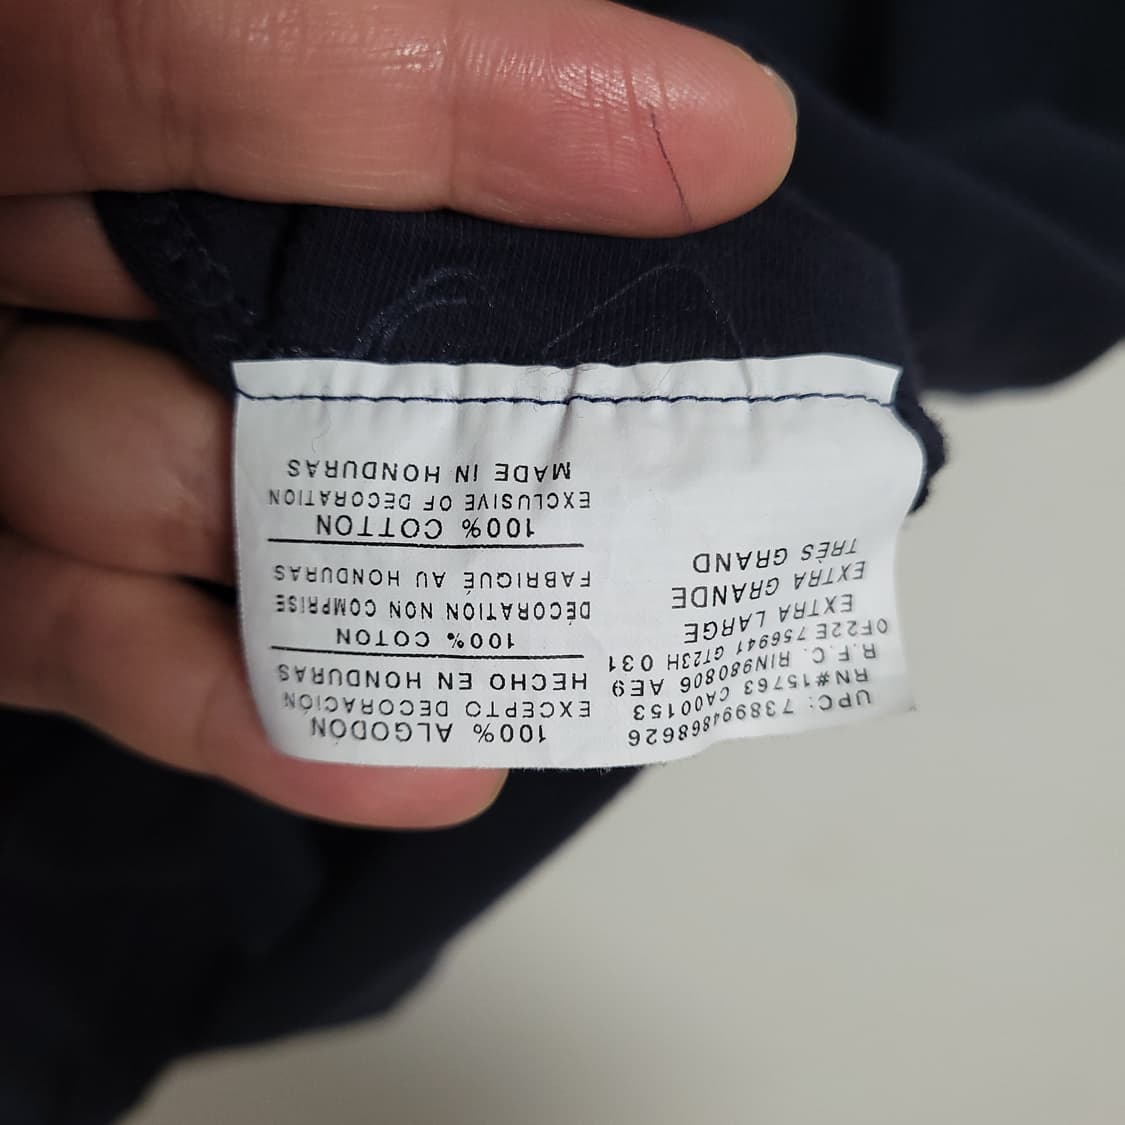 UPC: 738994868626
RN#15763 CA00153
R.F.C. RIN980806 AE9
0F22E 756941 GT23H 031
EXTRA LARGE
EXTRA GRANDE
TRÈS GRAND
100% ALGODÓN
EXCEPTO DECORACIÓN
HECHO EN HONDURAS
100% COTON
DÉCORATION NON COMPRISE
FABRIQUÉ AU HONDURAS
100% COTTON
EXCLUSIVE OF DECORATION
MADE IN HONDURAS